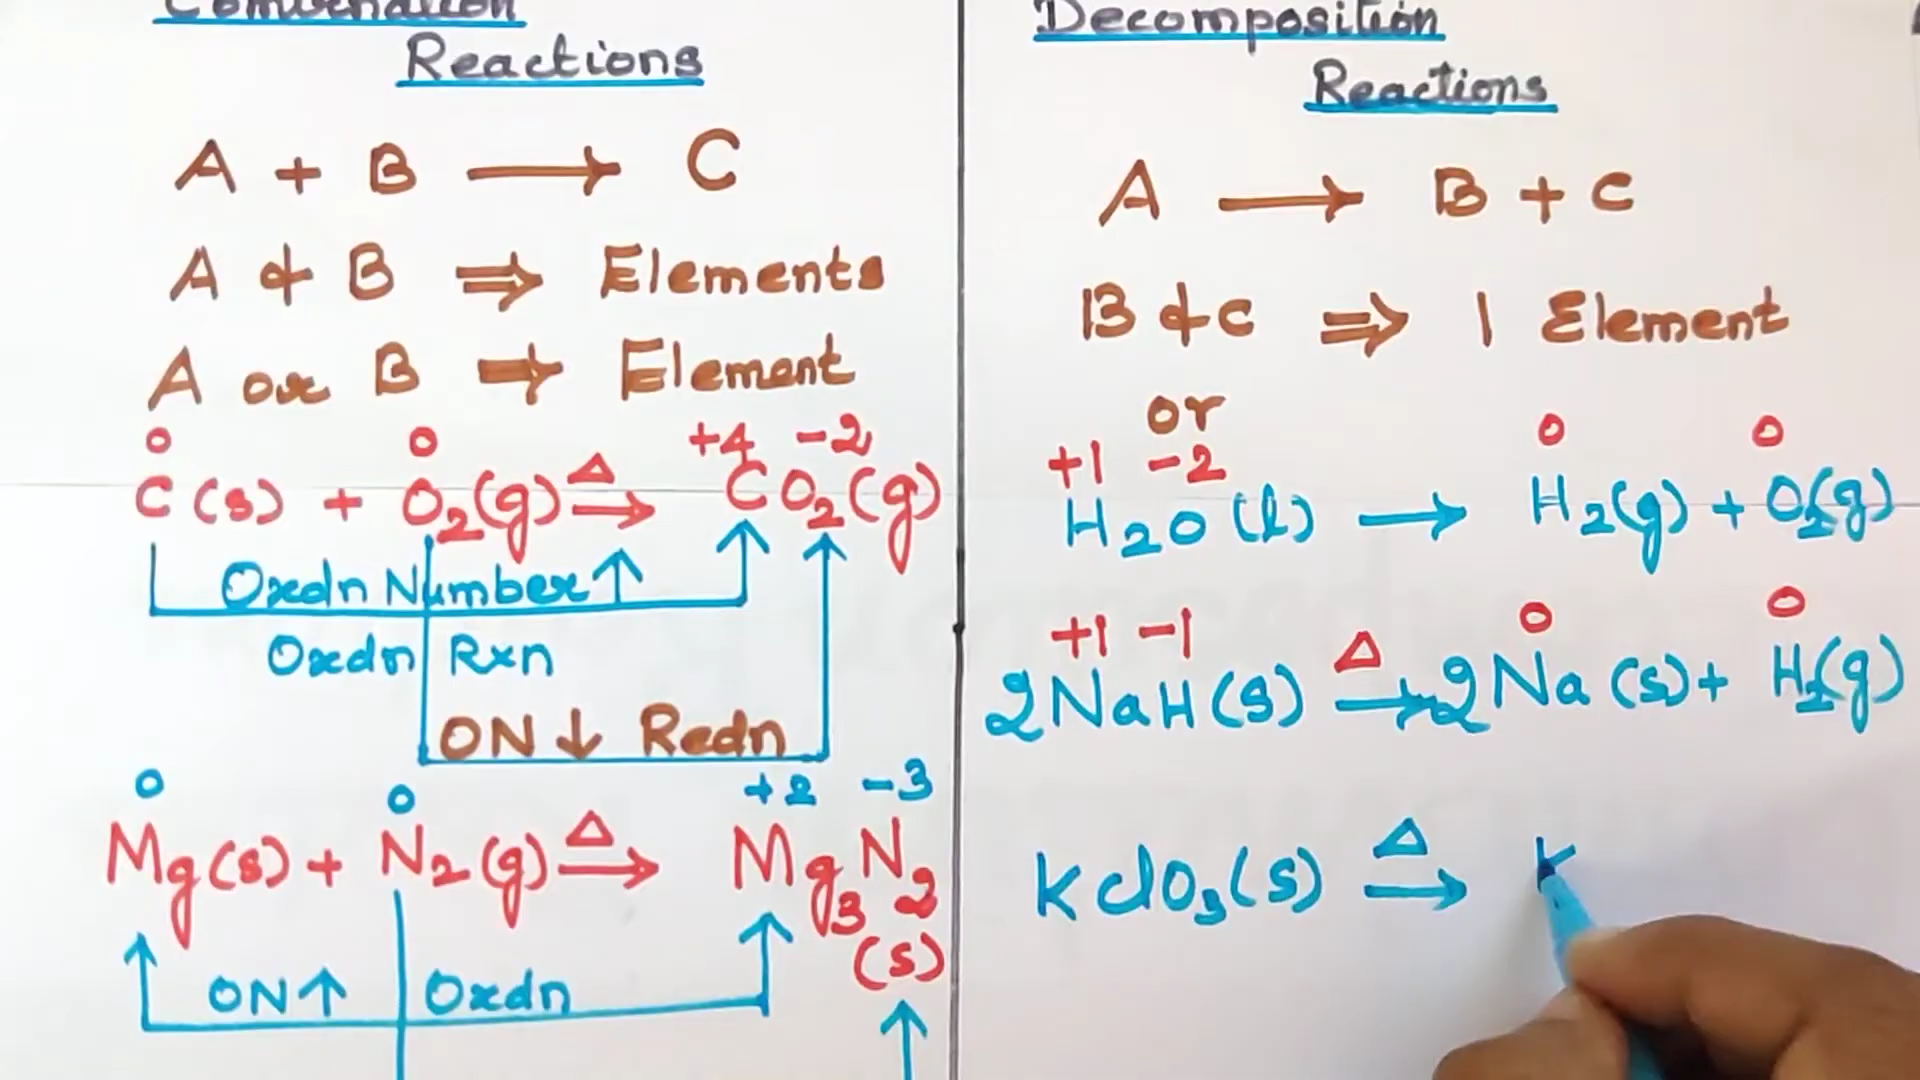 Combination
Reactions
A + B ⟶ C
A & B ⇒ Elements
A or B ⇒ Element
0 0 +4 -2
C (s) + O₂(g) Δ→ CO₂(g)
Oxdn Number ↑
Oxdn Rxn
ON ↓ Redn
0 0 +2 -3
Mg(s) + N₂(g) Δ→ Mg₃N₂
(s)
ON ↑ Oxdn
Decomposition
Reactions
A ⟶ B + C
B & C ⇒ 1 Element
or
+1 -2 0 0
H₂O (l) → H₂(g) + O₂(g)
+1 -1 0 0
2NaH(s) Δ→ 2Na (s) + H₂(g)
KClO₃(s) Δ→ K